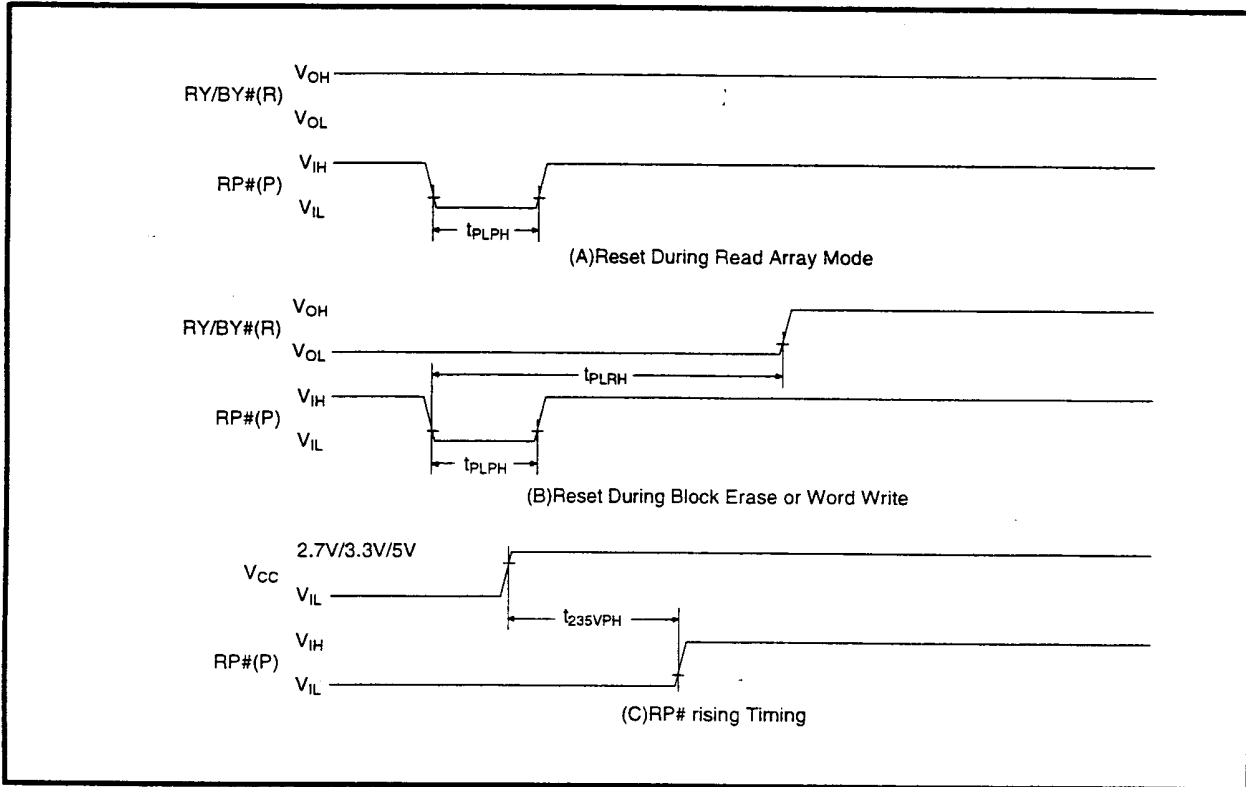 VOH
RY/BY#(R)
VOL
VIH
RP#(P)
VIL
tPLPH
(A)Reset During Read Array Mode
VOH
RY/BY#(R)
VOL
tPLRH
VIH
RP#(P)
VIL
tPLPH
(B)Reset During Block Erase or Word Write
2.7V/3.3V/5V
VCC
VIL
t235VPH
VIH
RP#(P)
VIL
(C)RP# rising Timing